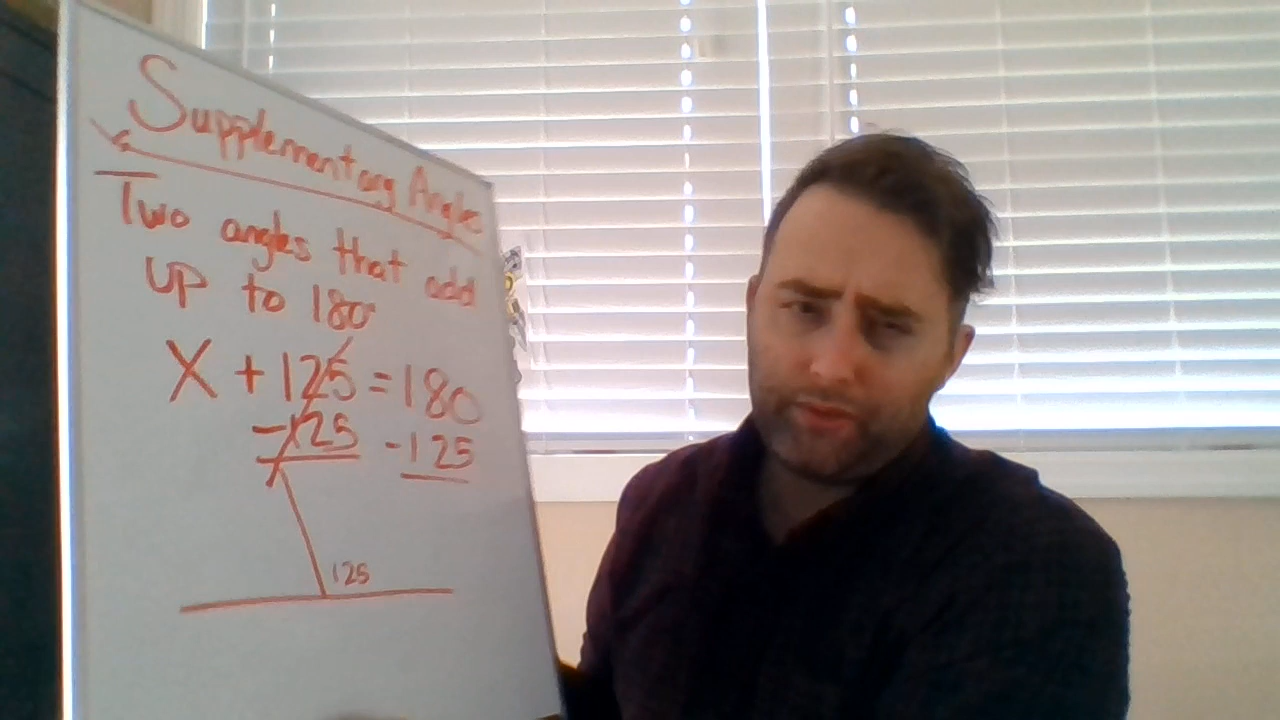 Supplementary Angles
Two angles that add
up to 180
X + 125 = 180
-125 -125
125